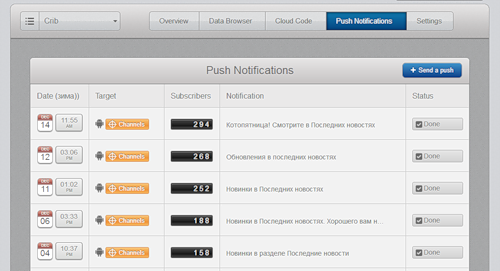 Crib
Overview
Data Browser
Cloud Code
Push Notifications
Settings
Push Notifications
+ Send a push
Date (зима))
Target
Subscribers
Notification
Status
DEC 14
11:55 AM
Channels
294
Котопятница! Смотрите в Последних новостях
Done
DEC 12
03:06 PM
Channels
268
Обновления в последних новостях
Done
DEC 11
01:02 PM
Channels
252
Новинки в Последних новостях
Done
DEC 06
03:33 PM
Channels
188
Новинки в Последних новостях. Хорошего вам н...
Done
DEC 04
10:37 PM
Channels
158
Новинки в разделе Последние новости
Done